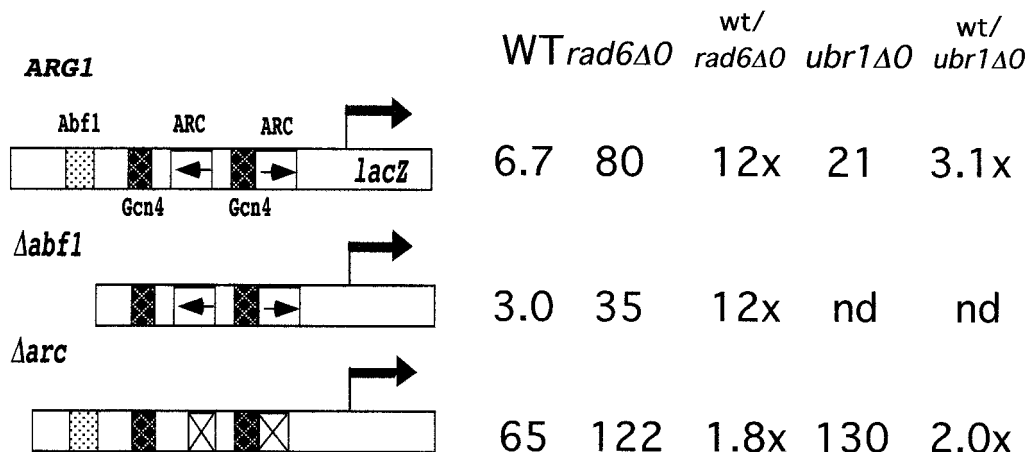 WT rad6Δ0 wt/rad6Δ0 ubr1Δ0 wt/ubr1Δ0
ARG1
Abf1 ARC ARC
lacZ 6.7 80 12x 21 3.1x
Gcn4 Gcn4
Δabf1
3.0 35 12x nd nd
Δarc
65 122 1.8x 130 2.0x